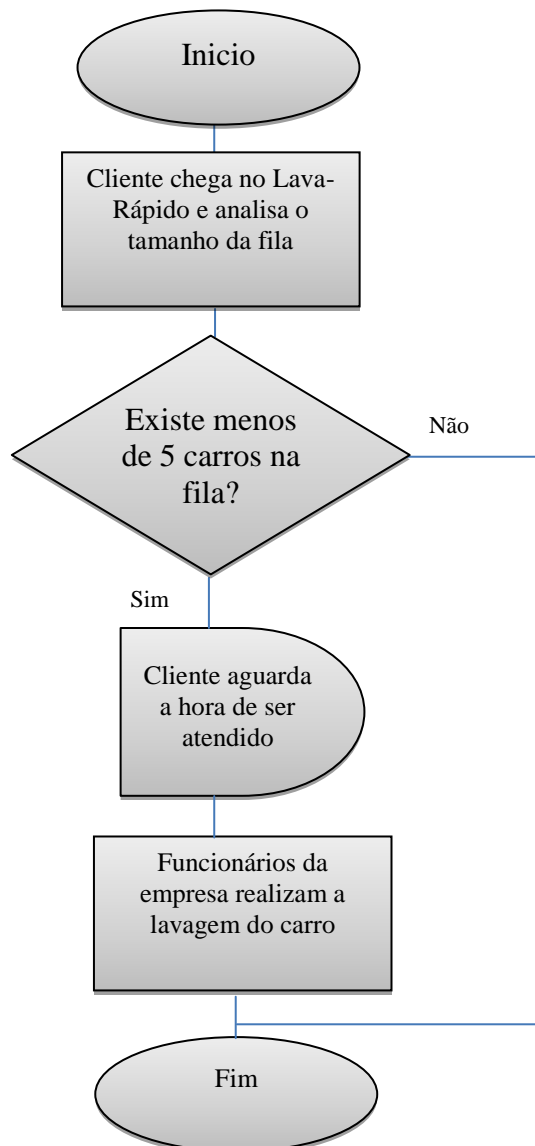 Inicio
Cliente chega no Lava-
Rápido e analisa o
tamanho da fila
Existe menos
de 5 carros na
fila?
Não
Sim
Cliente aguarda
a hora de ser
atendido
Funcionários da
empresa realizam a
lavagem do carro
Fim